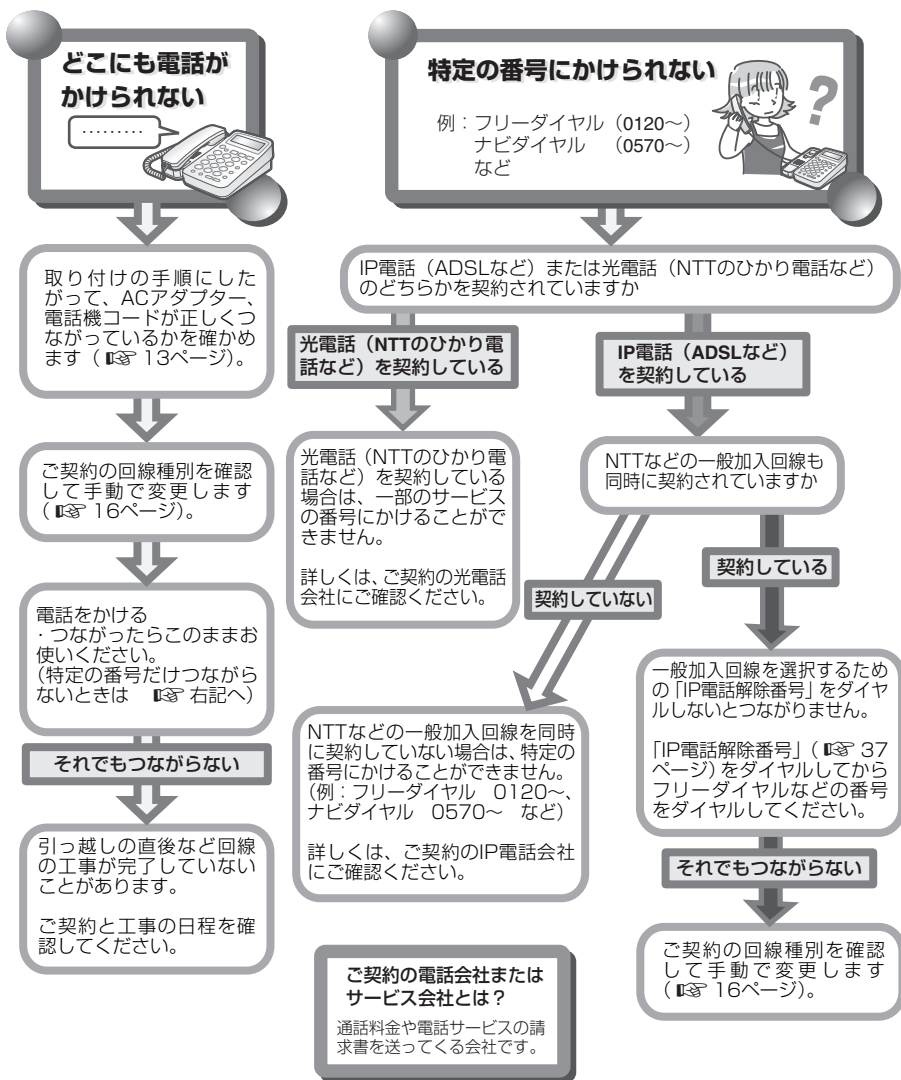 どこにも電話が
かけられない
………
取り付けの手順にした
がって、ACアダプター、
電話機コードが正しくつ
ながっているかを確かめ
ます（☞ 13ページ）。
ご契約の回線種別を確認
して手動で変更します
（☞ 16ページ）。
電話をかける
・つながったらこのままお
使いください。
（特定の番号だけつながら
ないときは ☞ 右記へ）
それでもつながらない
引っ越しの直後など回線
の工事が完了していない
ことがあります。
ご契約と工事の日程を確
認してください。
特定の番号にかけられない
例：フリーダイヤル（0120～）
ナビダイヤル （0570～）
など
?
IP電話（ADSLなど）または光電話（NTTのひかり電話など）
のどちらかを契約されていますか
光電話（NTTのひかり電
話など）を契約している
光電話（NTTのひかり電
話など）を契約している
場合は、一部のサービス
の番号にかけることがで
きません。
詳しくは、ご契約の光電話
会社にご確認ください。
IP電話（ADSLなど）
を契約している
NTTなどの一般加入回線も
同時に契約されていますか
契約していない
NTTなどの一般加入回線を同時
に契約していない場合は、特定の
番号にかけることができません。
（例：フリーダイヤル 0120～、
ナビダイヤル 0570～ など）
詳しくは、ご契約のIP電話会社
にご確認ください。
契約している
一般加入回線を選択するため
の「IP電話解除番号」をダイヤ
ルしないとつながりません。
「IP電話解除番号」（☞ 37
ページ）をダイヤルしてから
フリーダイヤルなどの番号
をダイヤルしてください。
それでもつながらない
ご契約の回線種別を確認
して手動で変更します
（☞ 16ページ）。
ご契約の電話会社または
サービス会社とは？
通話料金や電話サービスの請
求書を送ってくる会社です。